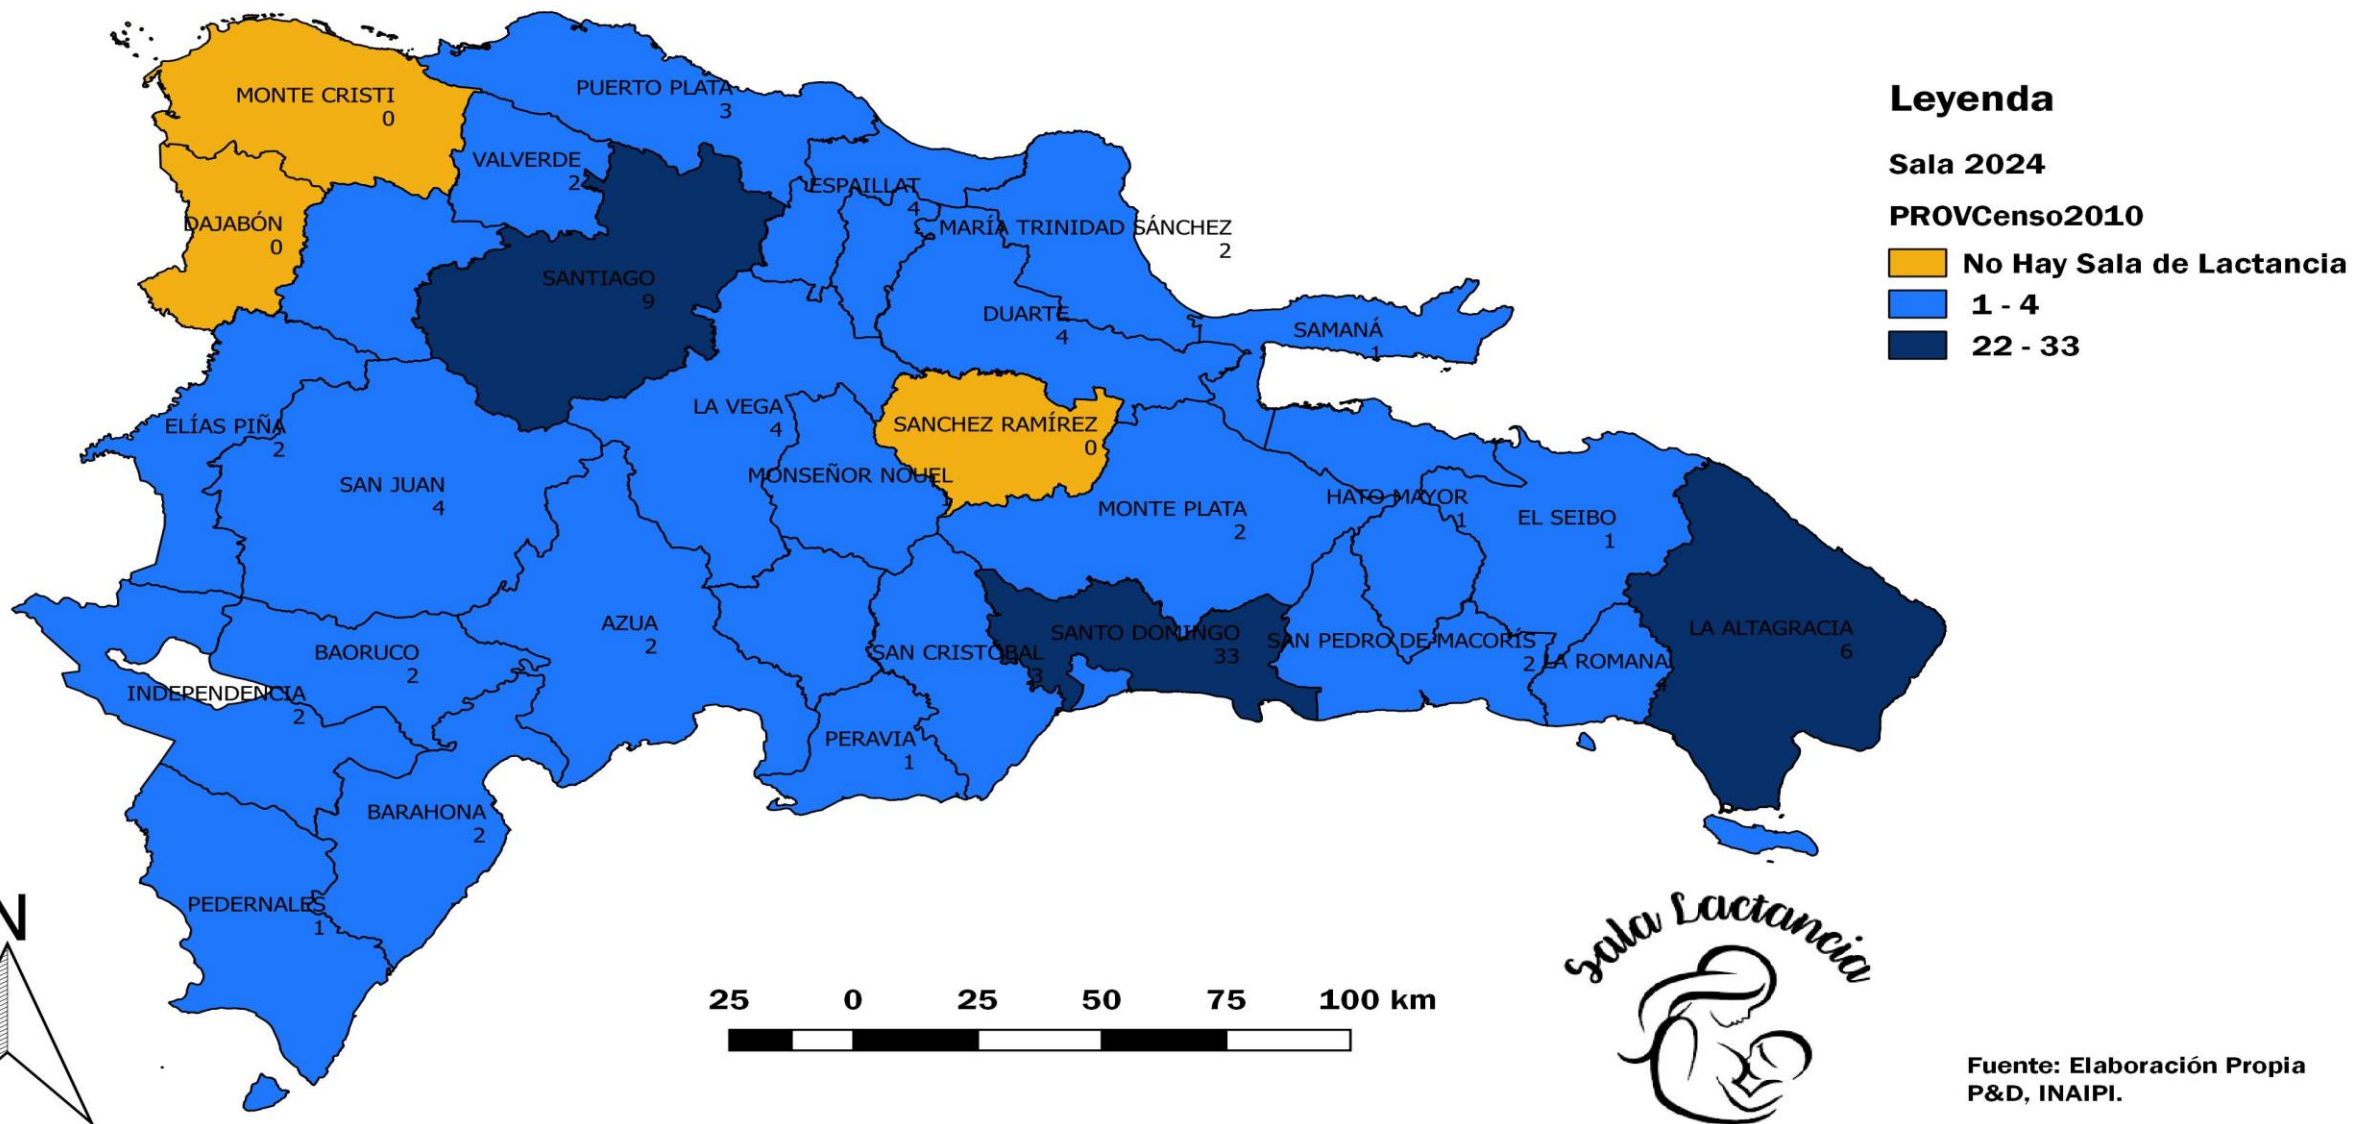 MONTE CRISTI
0
PUERTO PLATA
3
VALVERDE
2
ESPAILLAT
4
DAJABÓN
0
MARÍA TRINIDAD SÁNCHEZ
2
SANTIAGO
9
DUARTE
4
SAMANÁ
1
LA VEGA
4
SANCHEZ RAMÍREZ
0
ELÍAS PIÑA
2
SAN JUAN
4
MONSEÑOR NOUEL
1
MONTE PLATA
2
HATO MAYOR
1
EL SEIBO
1
AZUA
2
BAORUCO
2
SAN CRISTÓBAL
3
SANTO DOMINGO
33
SAN PEDRO DE MACORÍS
2
LA ROMANA
4
LA ALTAGRACIA
6
INDEPENDENCIA
2
PERAVIA
1
BARAHONA
2
PEDERNALES
1
Leyenda
Sala 2024
PROVCenso2010
No Hay Sala de Lactancia
1 - 4
22 - 33
N
25 0 25 50 75 100 km
Sala Lactancia
Fuente: Elaboración Propia
P&D, INAIPI.